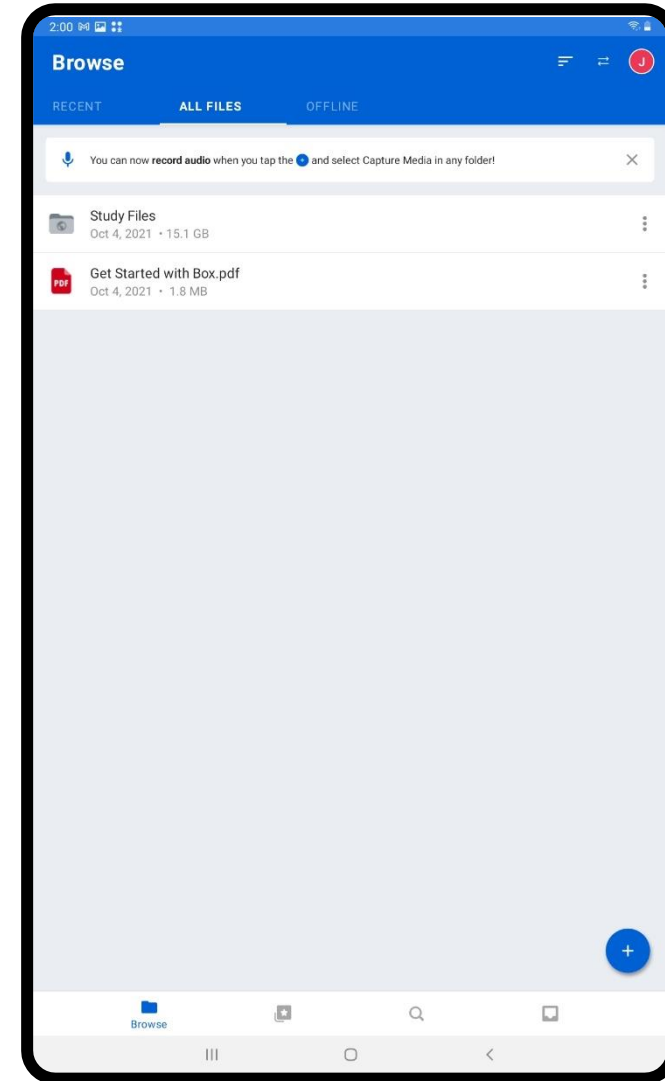 2:00
Browse
J
RECENT ALL FILES OFFLINE
You can now record audio when you tap the + and select Capture Media in any folder!
Study Files
Oct 4, 2021 • 15.1 GB
PDF
Get Started with Box.pdf
Oct 4, 2021 • 1.8 MB
+
Browse